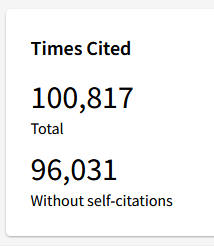 Times Cited
100,817
Total
96,031
Without self-citations